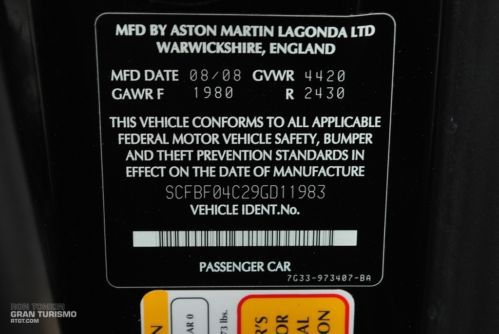 MFD BY ASTON MARTIN LAGONDA LTD
WARWICKSHIRE, ENGLAND
MFD DATE 08/08 GVWR 4420
GAWR F 1980 R 2430
THIS VEHICLE CONFORMS TO ALL APPLICABLE
FEDERAL MOTOR VEHICLE SAFETY, BUMPER
AND THEFT PREVENTION STANDARDS IN
EFFECT ON THE DATE OF MANUFACTURE
SCFBF04C29GD11983
VEHICLE IDENT.No.
PASSENGER CAR
7G33-973407-BA
GRAN TURISMO